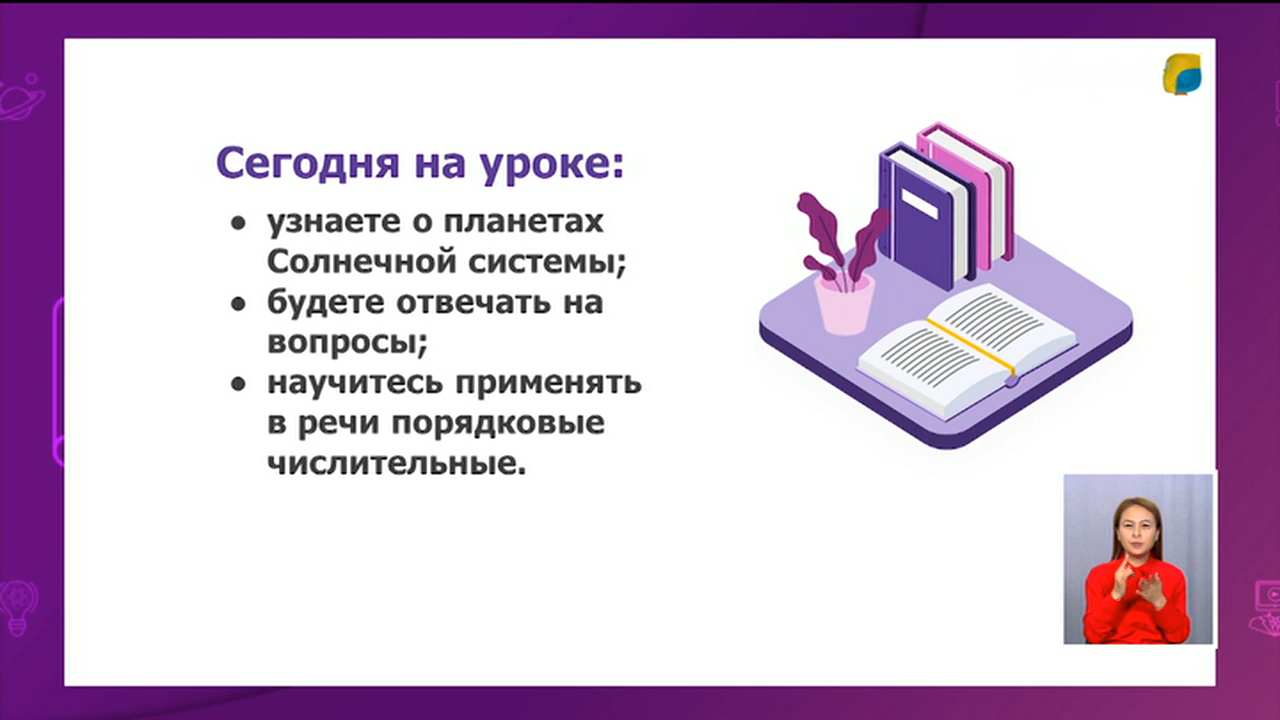 Сегодня на уроке:
● узнаете о планетах
Солнечной системы;
● будете отвечать на
вопросы;
● научитесь применять
в речи порядковые
числительные.